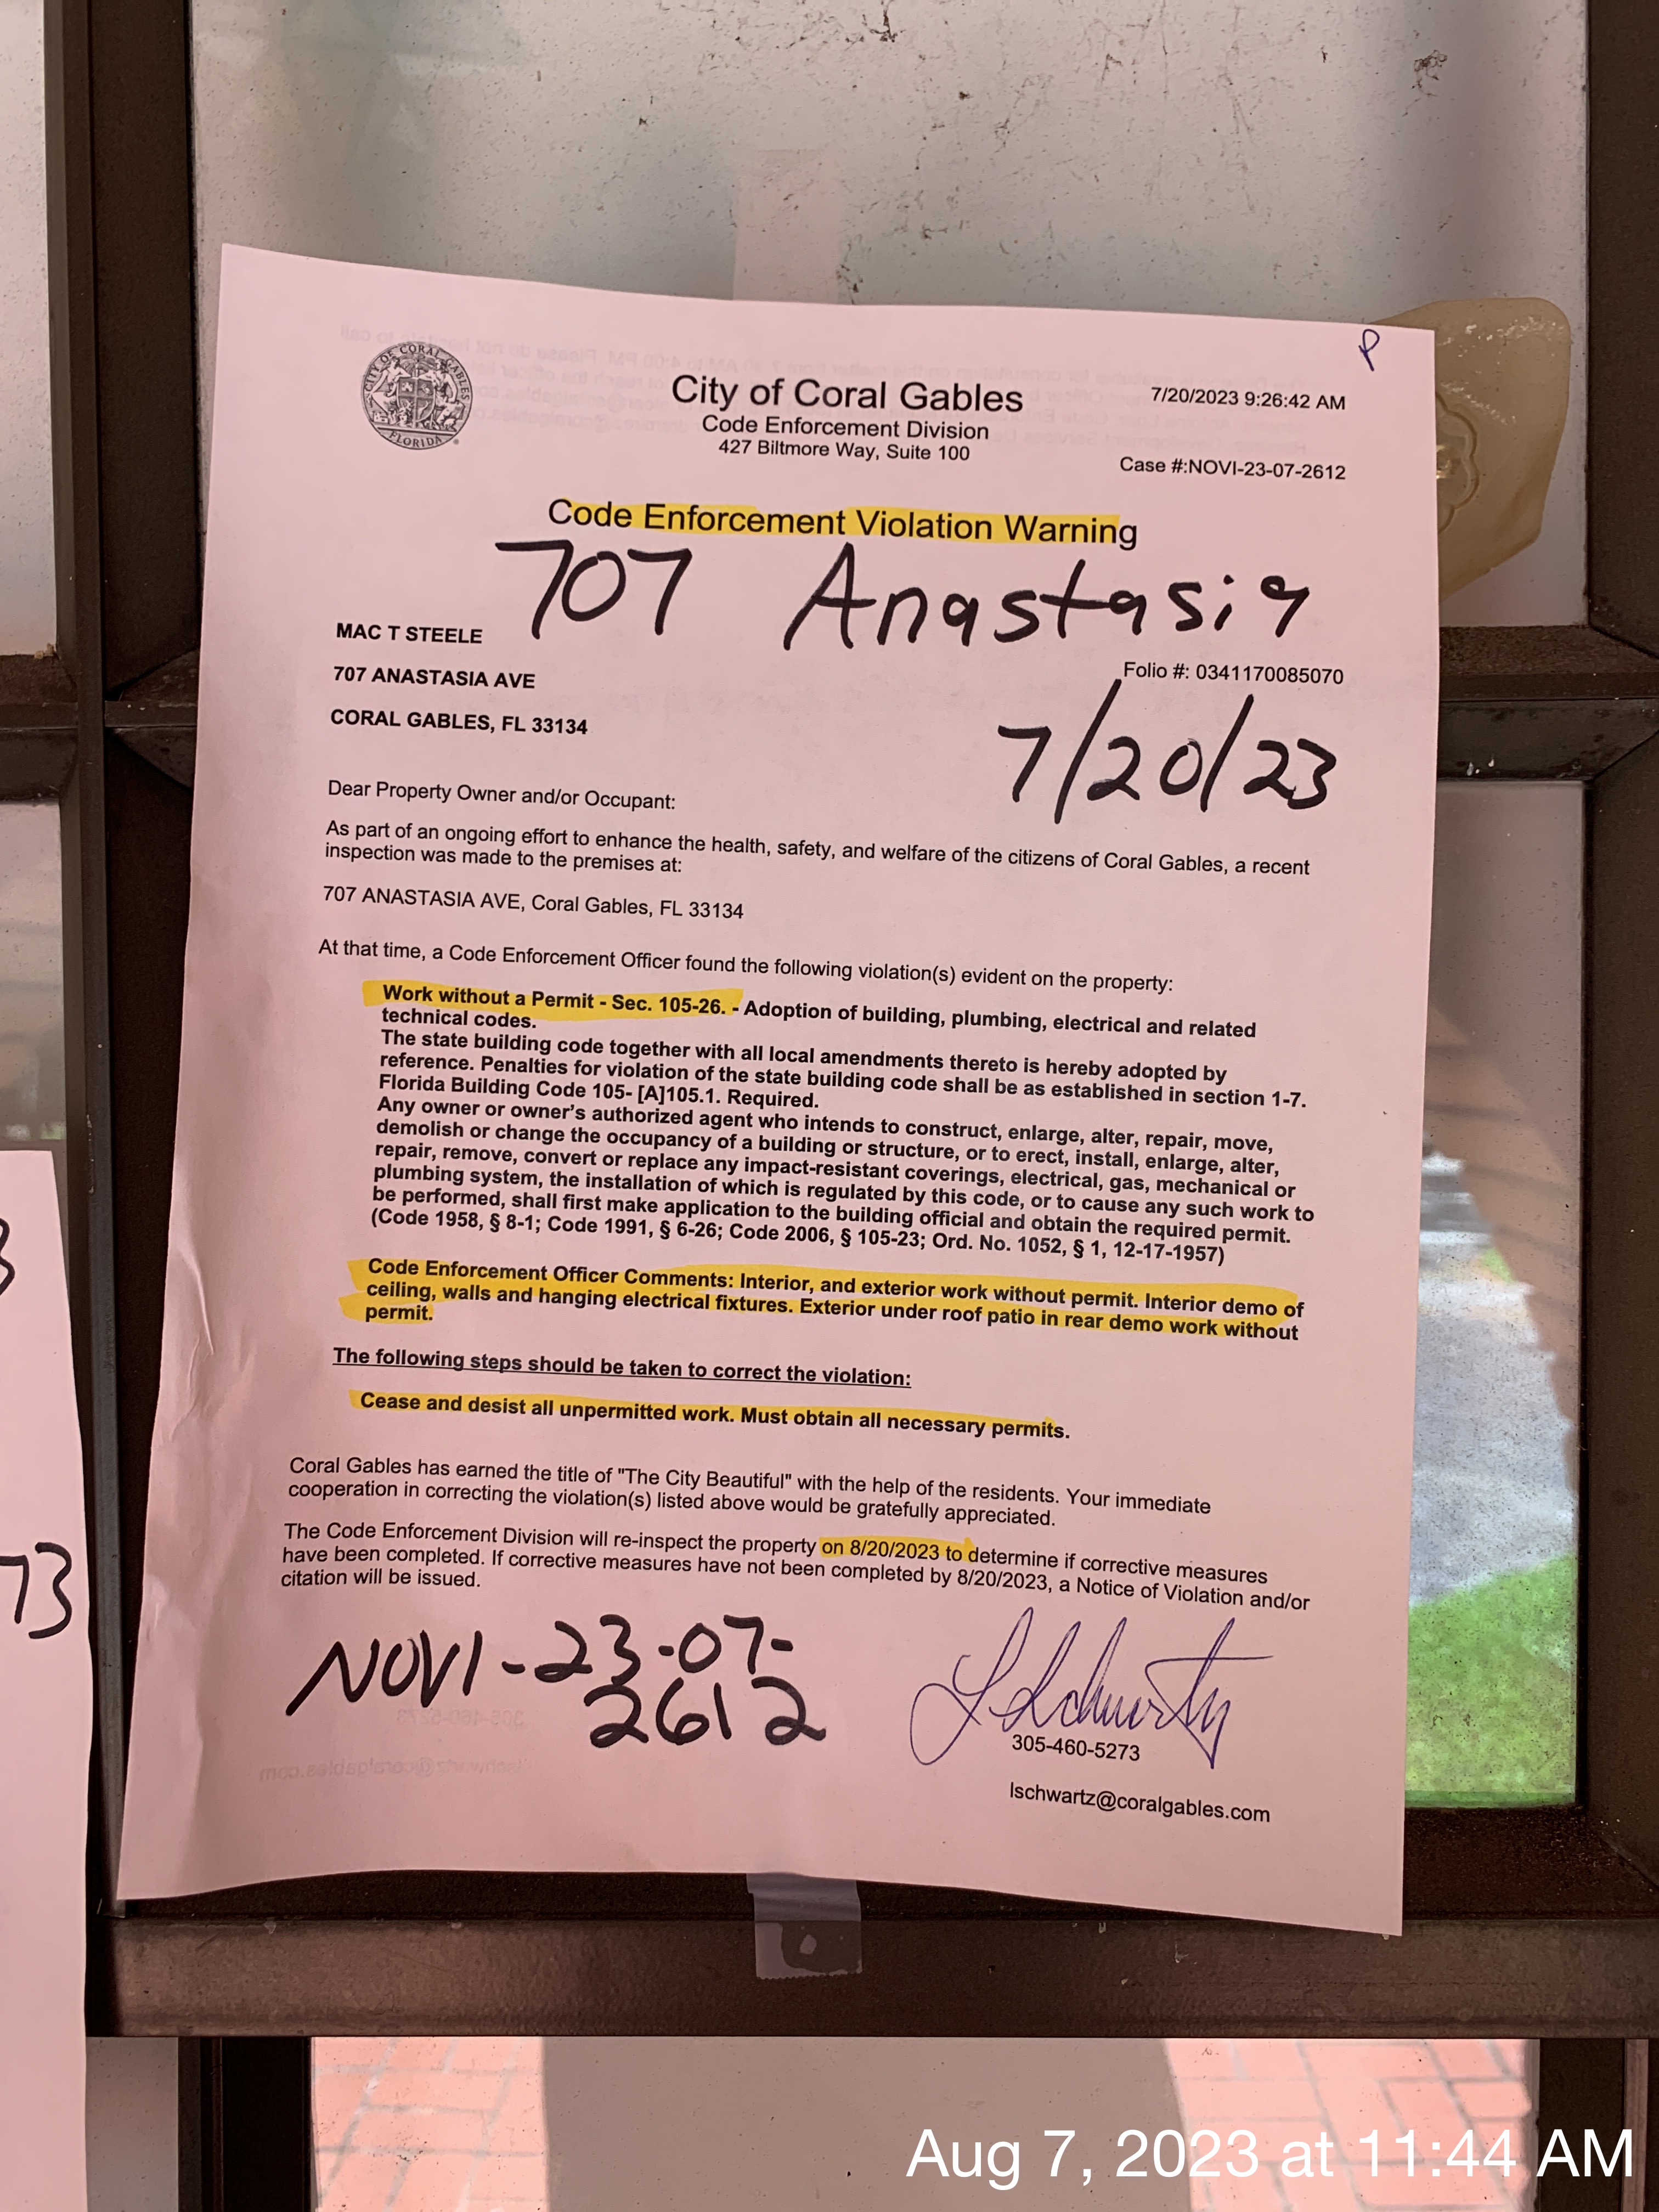 P
CITY OF CORAL GABLES
FLORIDA
City of Coral Gables
Code Enforcement Division
427 Biltmore Way, Suite 100
7/20/2023 9:26:42 AM
Case #:NOVI-23-07-2612
Code Enforcement Violation Warning
707 Anastasia
MAC T STEELE
707 ANASTASIA AVE
CORAL GABLES, FL 33134
Folio #: 0341170085070
7/20/23
Dear Property Owner and/or Occupant:
As part of an ongoing effort to enhance the health, safety, and welfare of the citizens of Coral Gables, a recent
inspection was made to the premises at:
707 ANASTASIA AVE, Coral Gables, FL 33134
At that time, a Code Enforcement Officer found the following violation(s) evident on the property:
Work without a Permit - Sec. 105-26. - Adoption of building, plumbing, electrical and related
technical codes.
The state building code together with all local amendments thereto is hereby adopted by
reference. Penalties for violation of the state building code shall be as established in section 1-7.
Florida Building Code 105- [A]105.1. Required.
Any owner or owner's authorized agent who intends to construct, enlarge, alter, repair, move,
demolish or change the occupancy of a building or structure, or to erect, install, enlarge, alter,
repair, remove, convert or replace any impact-resistant coverings, electrical, gas, mechanical or
plumbing system, the installation of which is regulated by this code, or to cause any such work to
be performed, shall first make application to the building official and obtain the required permit.
(Code 1958, § 8-1; Code 1991, § 6-26; Code 2006, § 105-23; Ord. No. 1052, § 1, 12-17-1957)
Code Enforcement Officer Comments: Interior, and exterior work without permit. Interior demo of
ceiling, walls and hanging electrical fixtures. Exterior under roof patio in rear demo work without
permit.
The following steps should be taken to correct the violation:
Cease and desist all unpermitted work. Must obtain all necessary permits.
Coral Gables has earned the title of "The City Beautiful" with the help of the residents. Your immediate
cooperation in correcting the violation(s) listed above would be gratefully appreciated.
The Code Enforcement Division will re-inspect the property on 8/20/2023 to determine if corrective measures
have been completed. If corrective measures have not been completed by 8/20/2023, a Notice of Violation and/or
citation will be issued.
NOVI-23-07-
2612
305-460-5273
lschwartz@coralgables.com
73
Aug 7, 2023 at 11:44 AM